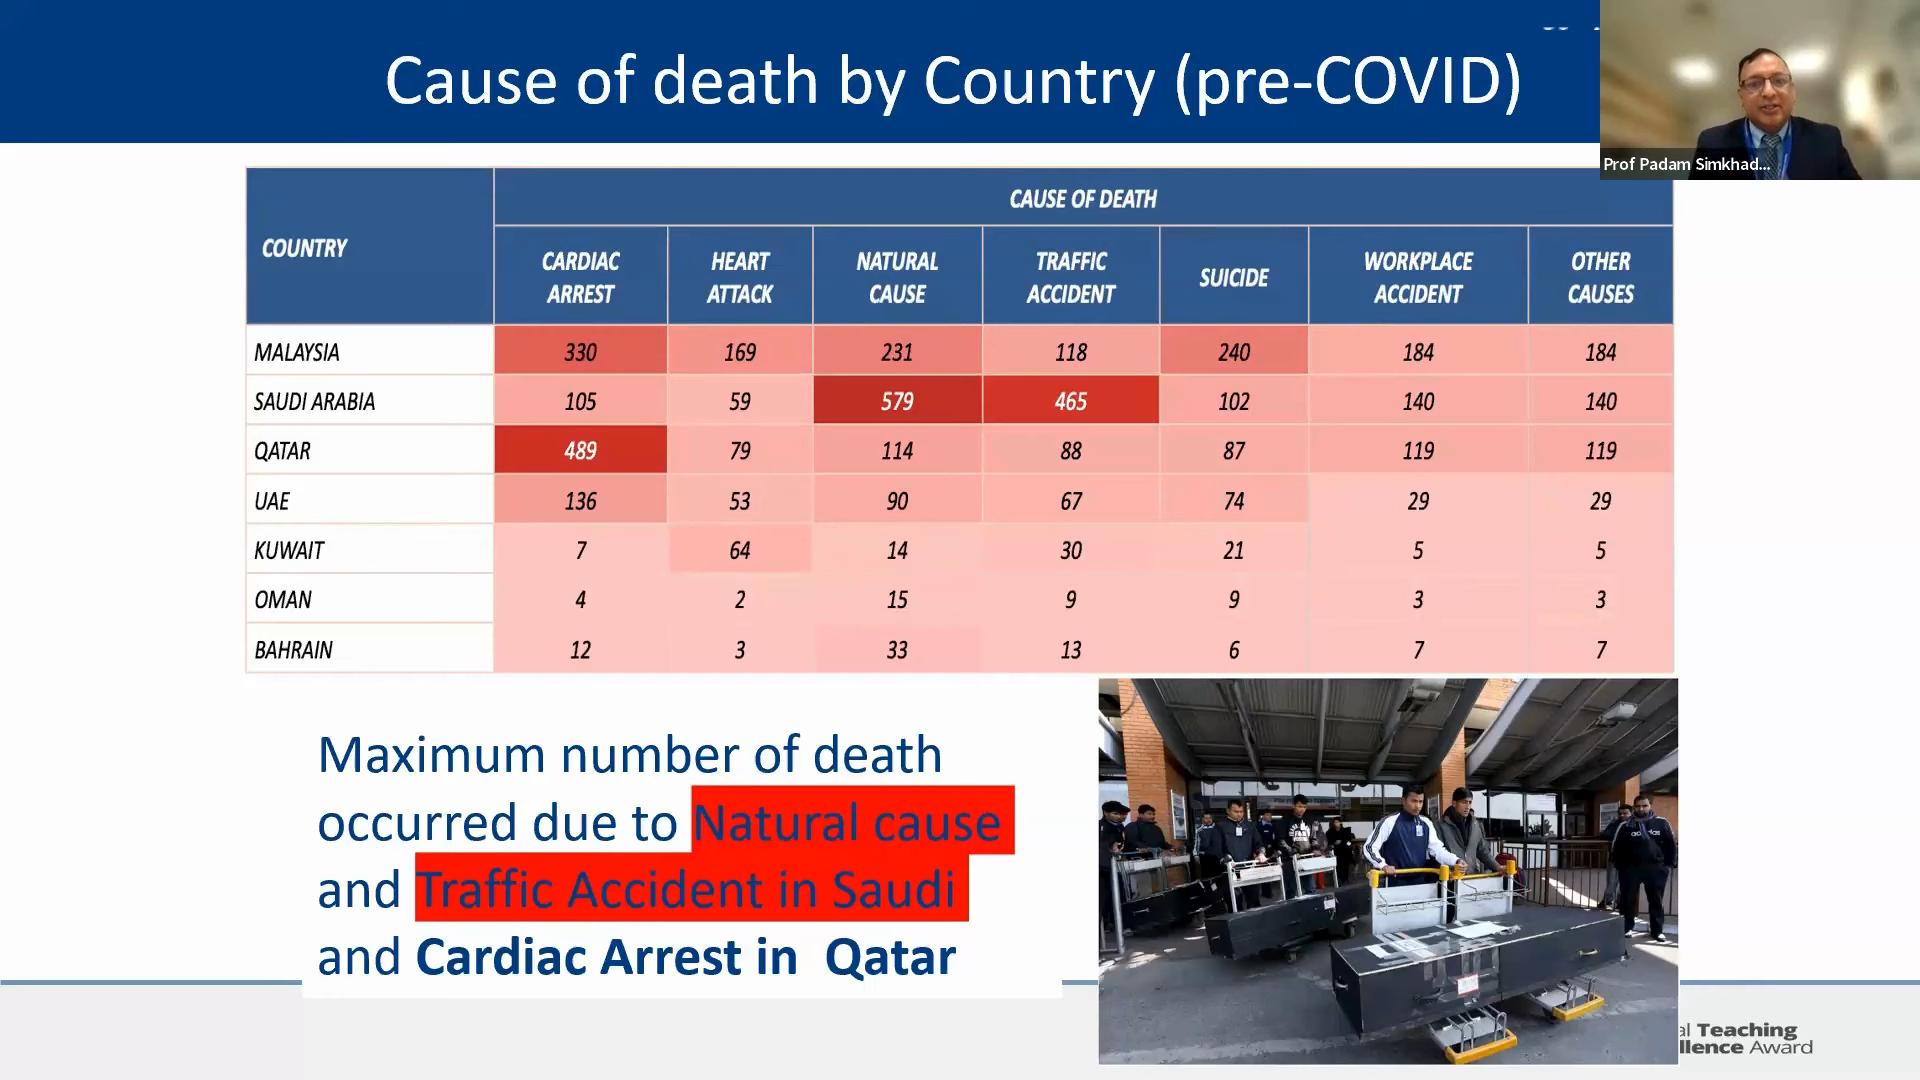 Cause of death by Country (pre-COVID)
Prof Padam Simkhad...
COUNTRY
CAUSE OF DEATH
CARDIAC ARREST
HEART ATTACK
NATURAL CAUSE
TRAFFIC ACCIDENT
SUICIDE
WORKPLACE ACCIDENT
OTHER CAUSES
MALAYSIA 330 169 231 118 240 184 184
SAUDI ARABIA 105 59 579 465 102 140 140
QATAR 489 79 114 88 87 119 119
UAE 136 53 90 67 74 29 29
KUWAIT 7 64 14 30 21 5 5
OMAN 4 2 15 9 9 3 3
BAHRAIN 12 3 33 13 6 7 7
Maximum number of death
occurred due to Natural cause
and Traffic Accident in Saudi
and Cardiac Arrest in Qatar
al Teaching
llence Award